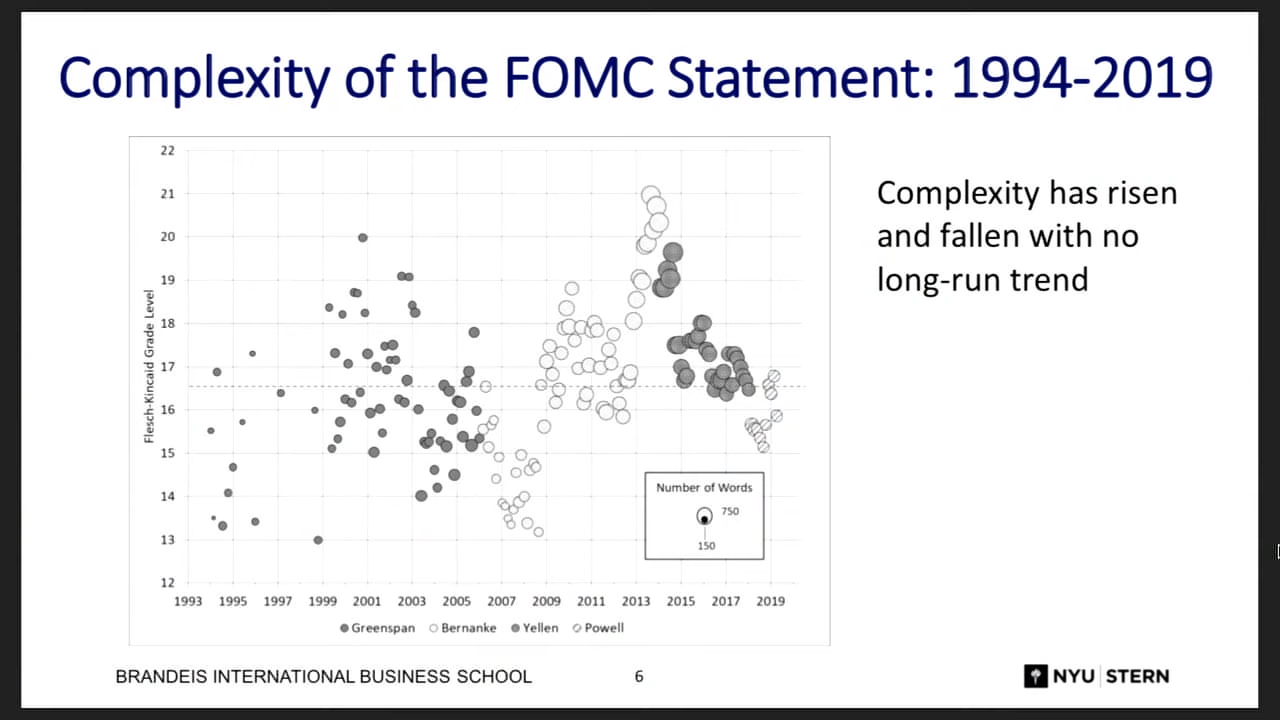 Complexity of the FOMC Statement: 1994-2019
Flesch-Kincaid Grade Level
22
21
20
19
18
17
16
15
14
13
12
1993 1995 1997 1999 2001 2003 2005 2007 2009 2011 2013 2015 2017 2019
Number of Words
750
150
Greenspan Bernanke Yellen Powell
Complexity has risen
and fallen with no
long-run trend
BRANDEIS INTERNATIONAL BUSINESS SCHOOL
6
NYU STERN